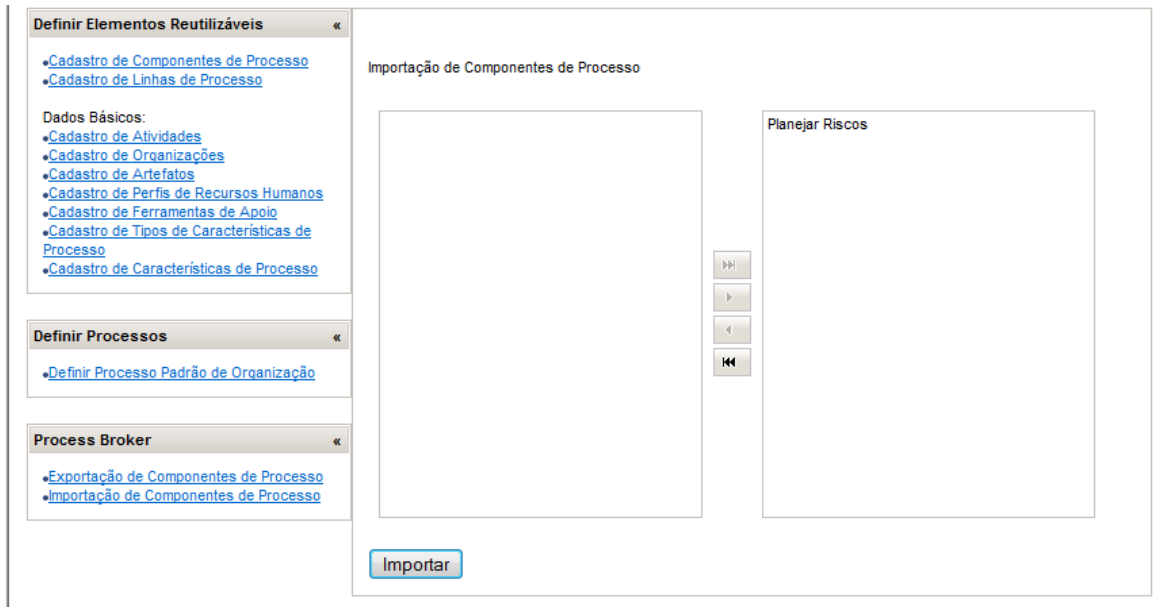 Definir Elementos Reutilizáveis «
•Cadastro de Componentes de Processo
•Cadastro de Linhas de Processo
Dados Básicos:
•Cadastro de Atividades
•Cadastro de Organizações
•Cadastro de Artefatos
•Cadastro de Perfis de Recursos Humanos
•Cadastro de Ferramentas de Apoio
•Cadastro de Tipos de Características de
Processo
•Cadastro de Características de Processo
Definir Processos «
•Definir Processo Padrão de Organização
Process Broker «
•Exportação de Componentes de Processo
•Importação de Componentes de Processo
Importação de Componentes de Processo
Planejar Riscos
Importar